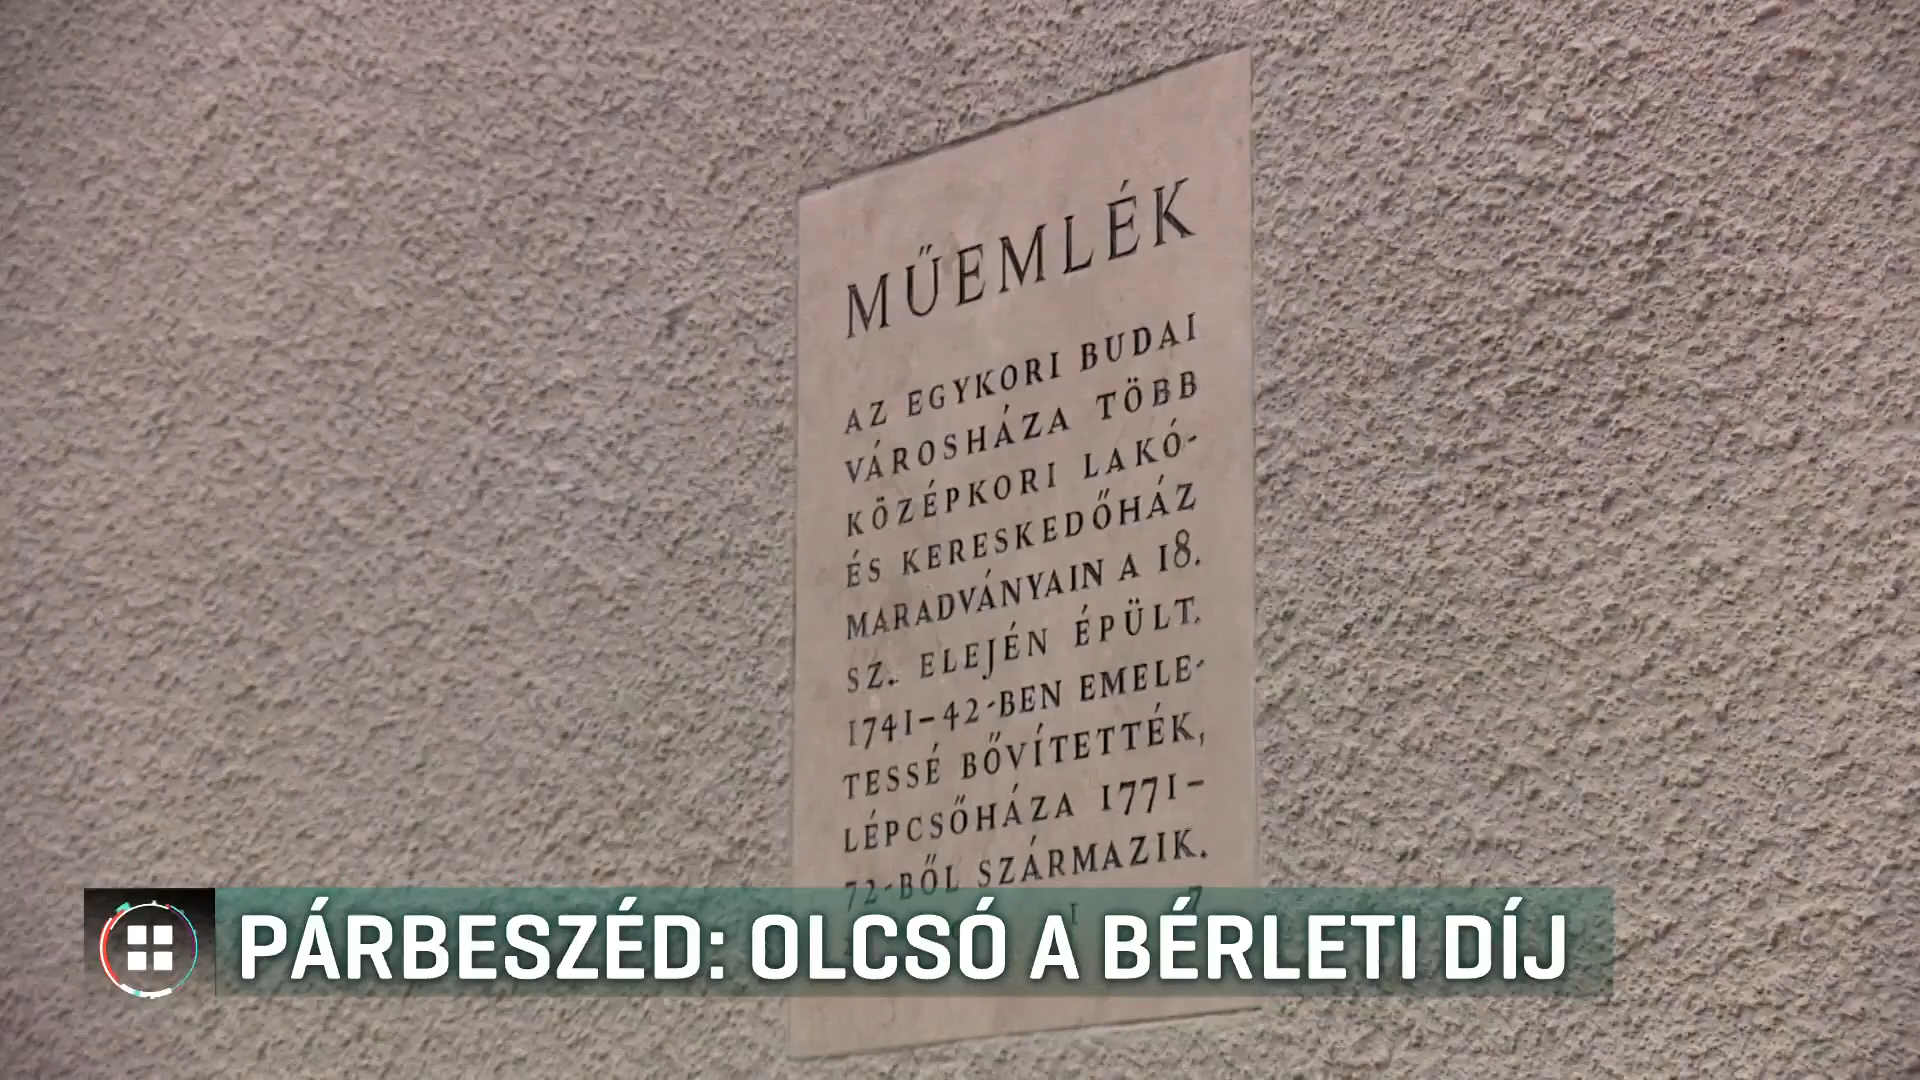 MŰEMLÉK
AZ EGYKORI BUDAI
VÁROSHÁZA TÖBB
KÖZÉPKORI LAKÓ-
ÉS KERESKEDŐHÁZ
MARADVÁNYAIN A 18.
SZ. ELEJÉN ÉPÜLT.
1741-42-BEN EMELE-
TESSÉ BŐVÍTETTÉK,
LÉPCSŐHÁZA 1771-
72-BŐL SZÁRMAZIK.
PÁRBESZÉD: OLCSÓ A BÉRLETI DÍJ